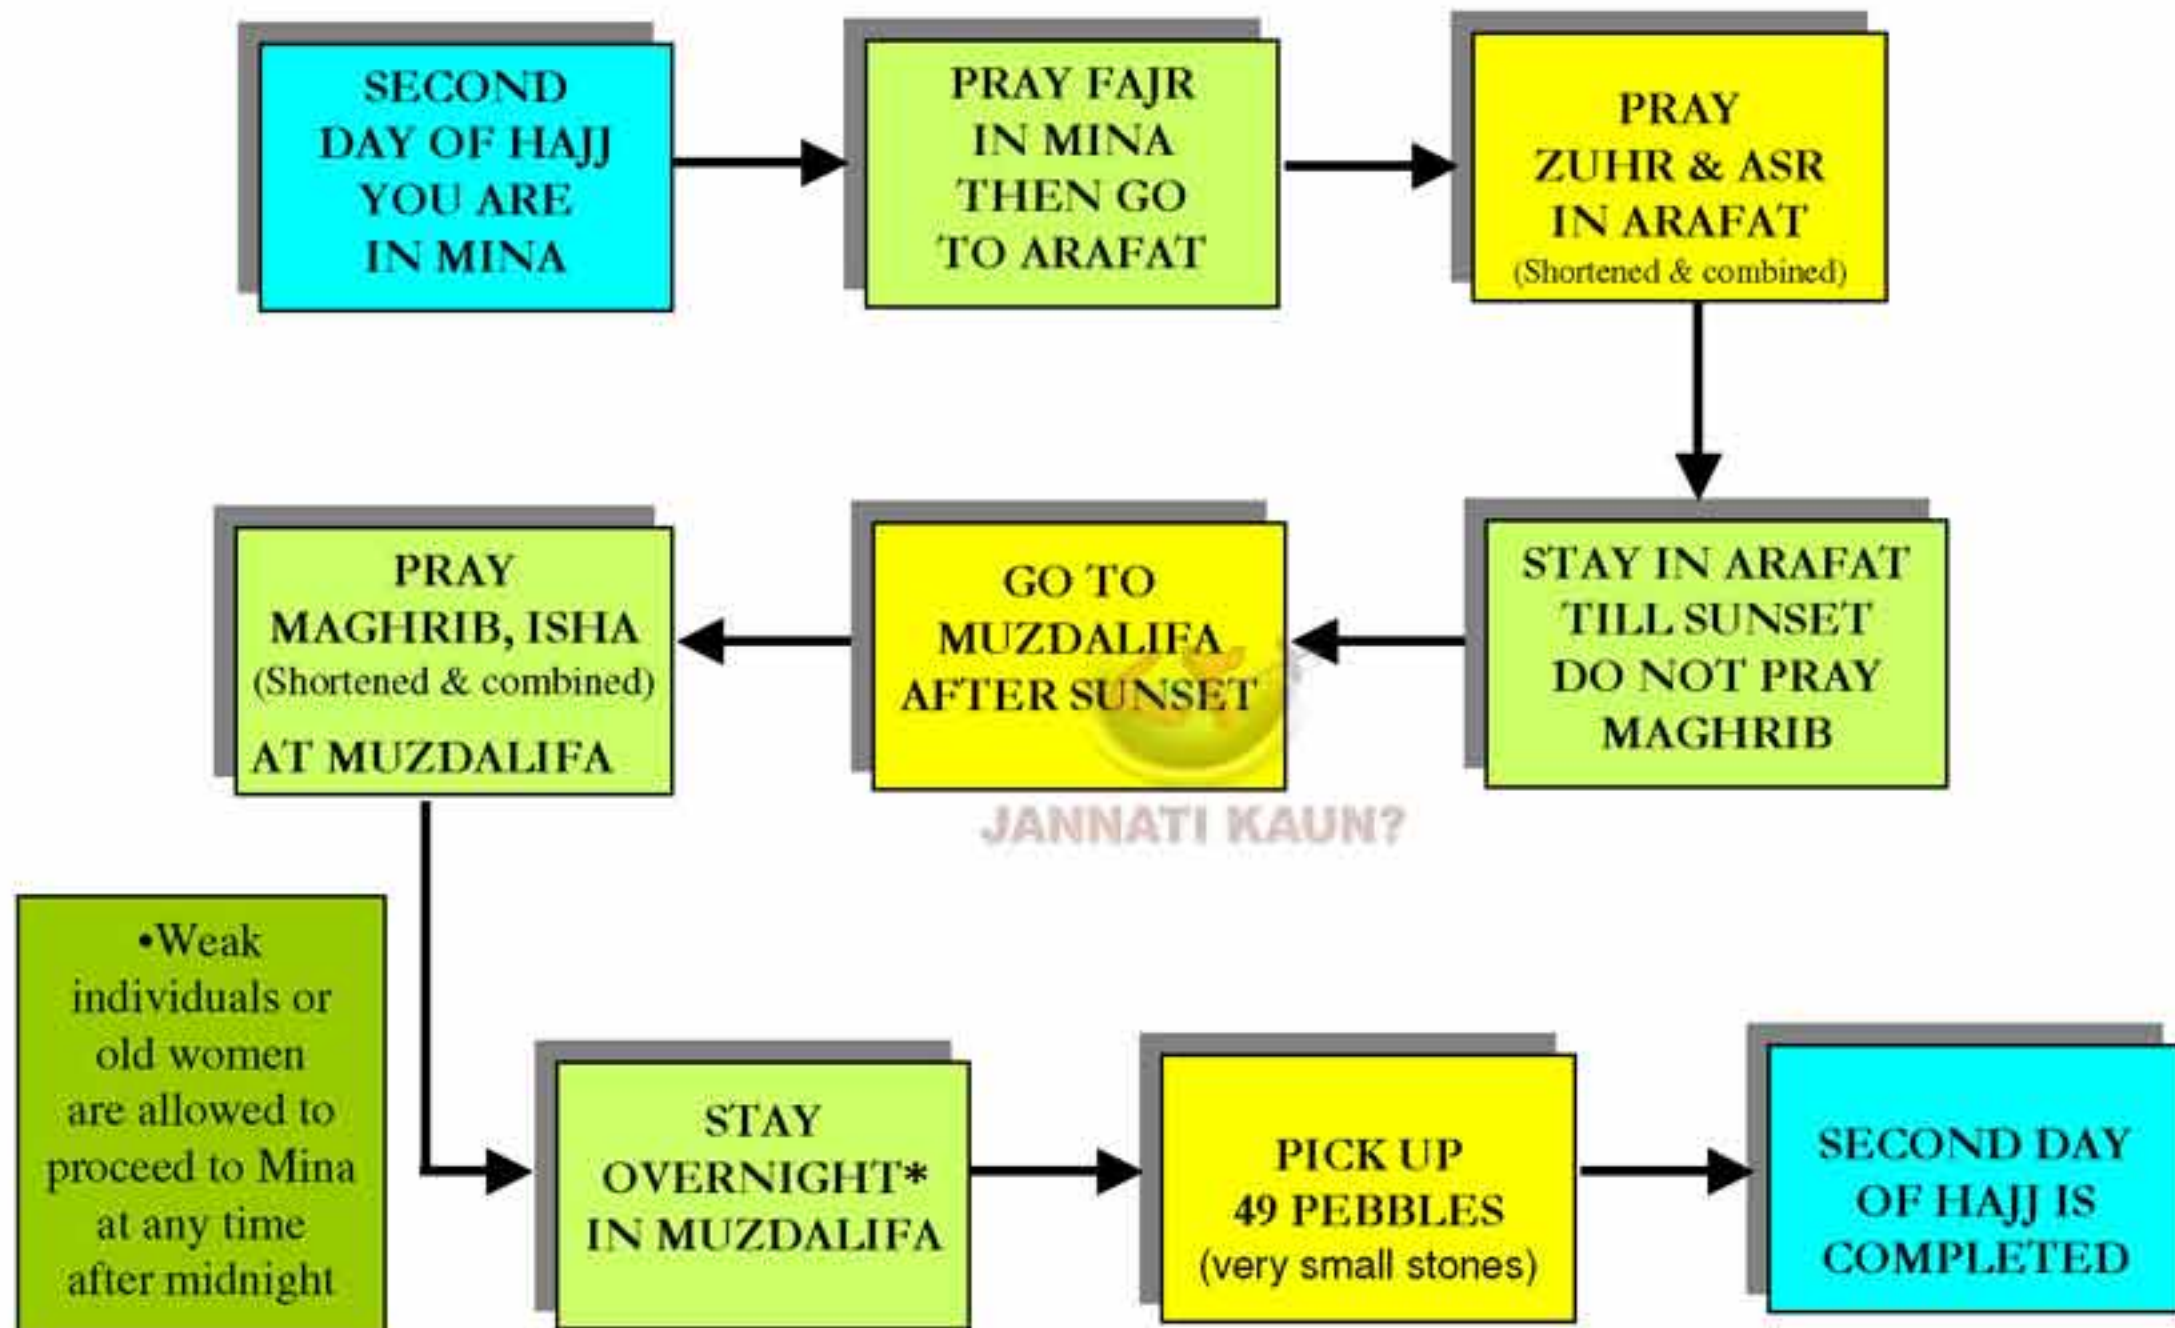 SECOND
DAY OF HAJJ
YOU ARE
IN MINA
PRAY FAJR
IN MINA
THEN GO
TO ARAFAT
PRAY
ZUHR & ASR
IN ARAFAT
(Shortened & combined)
STAY IN ARAFAT
TILL SUNSET
DO NOT PRAY
MAGHRIB
GO TO
MUZDALIFA
AFTER SUNSET
JANNATI KAUN?
PRAY
MAGHRIB, ISHA
(Shortened & combined)
AT MUZDALIFA
•Weak
individuals or
old women
are allowed to
proceed to Mina
at any time
after midnight
STAY
OVERNIGHT*
IN MUZDALIFA
PICK UP
49 PEBBLES
(very small stones)
SECOND DAY
OF HAJJ IS
COMPLETED